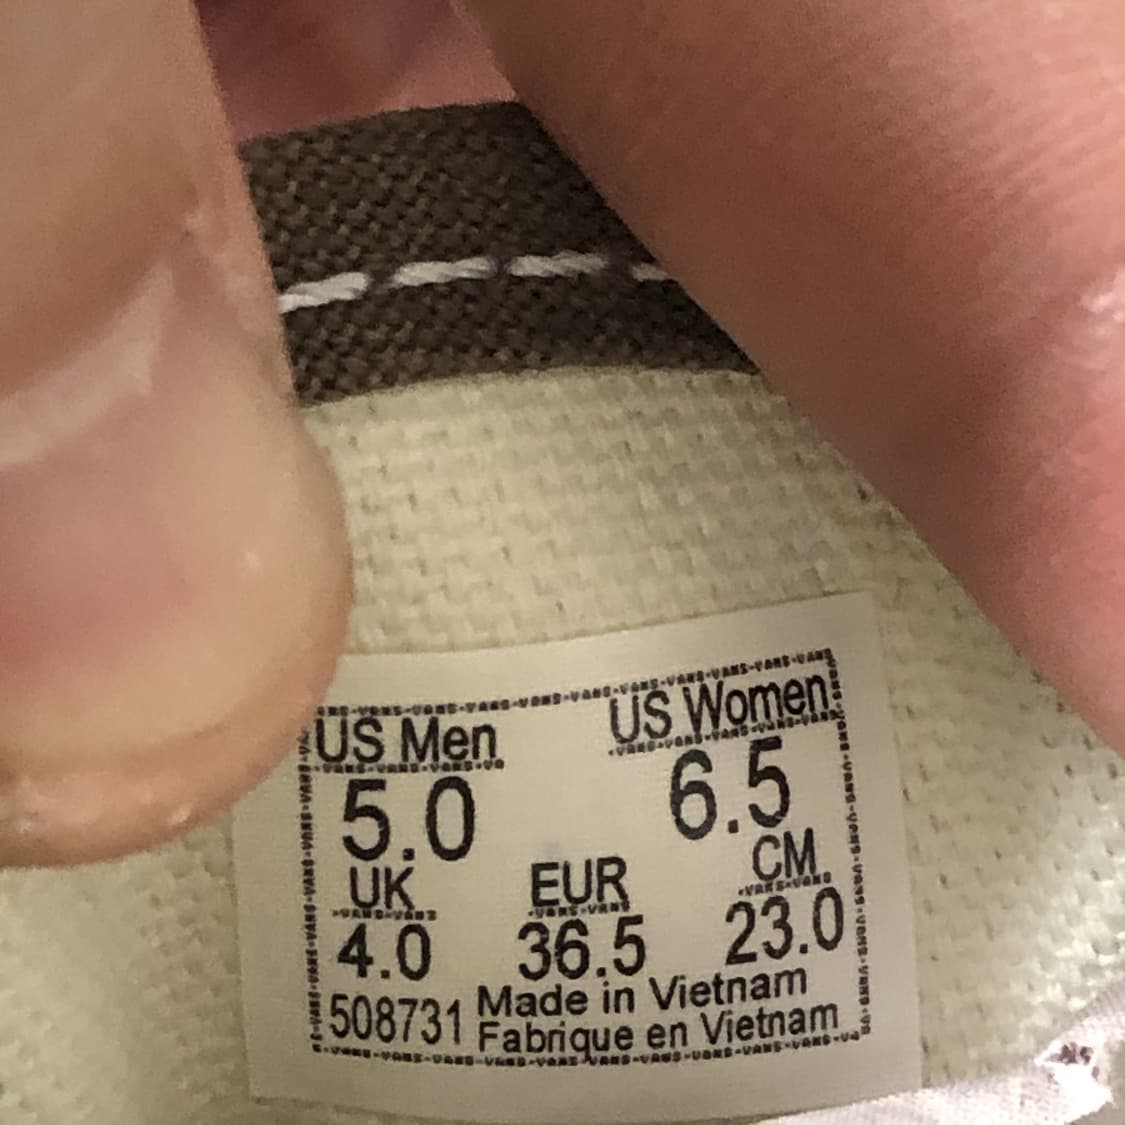 US Men US Women
5.0 6.5
UK EUR CM
4.0 36.5 23.0
508731 Made in Vietnam
Fabrique en Vietnam